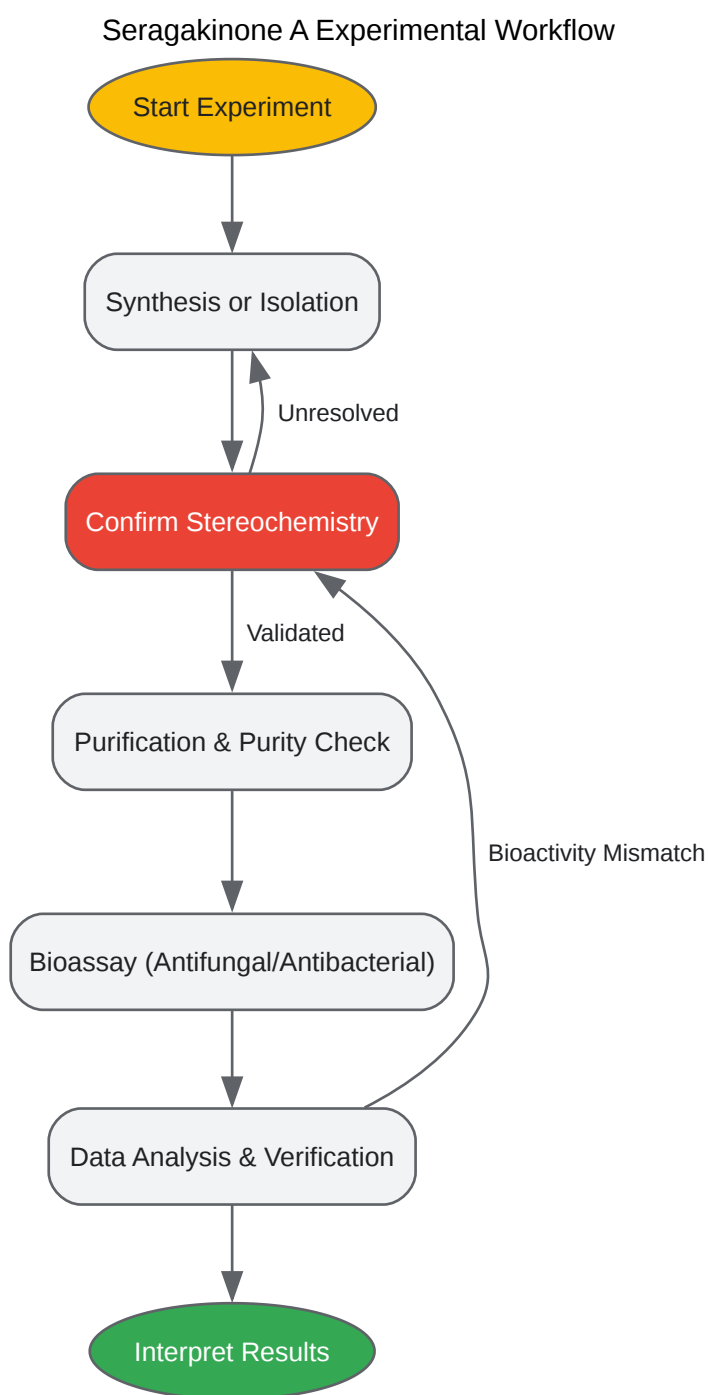 Seragakinone A Experimental Workflow
Start Experiment
Synthesis or Isolation
Unresolved
Confirm Stereochemistry
Validated
Purification & Purity Check
Bioactivity Mismatch
Bioassay (Antifungal/Antibacterial)
Data Analysis & Verification
Interpret Results